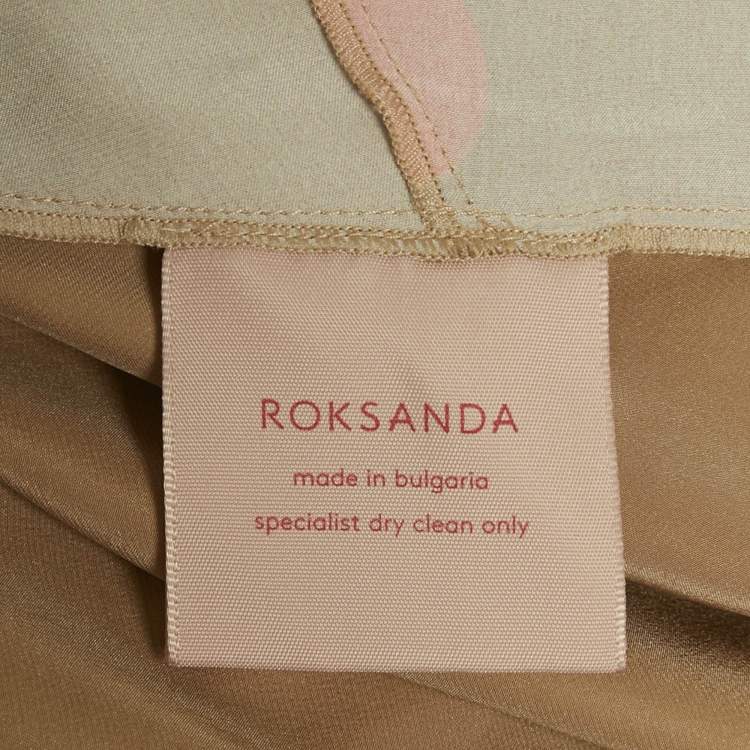 ROKSANDA
made in bulgaria
specialist dry clean only